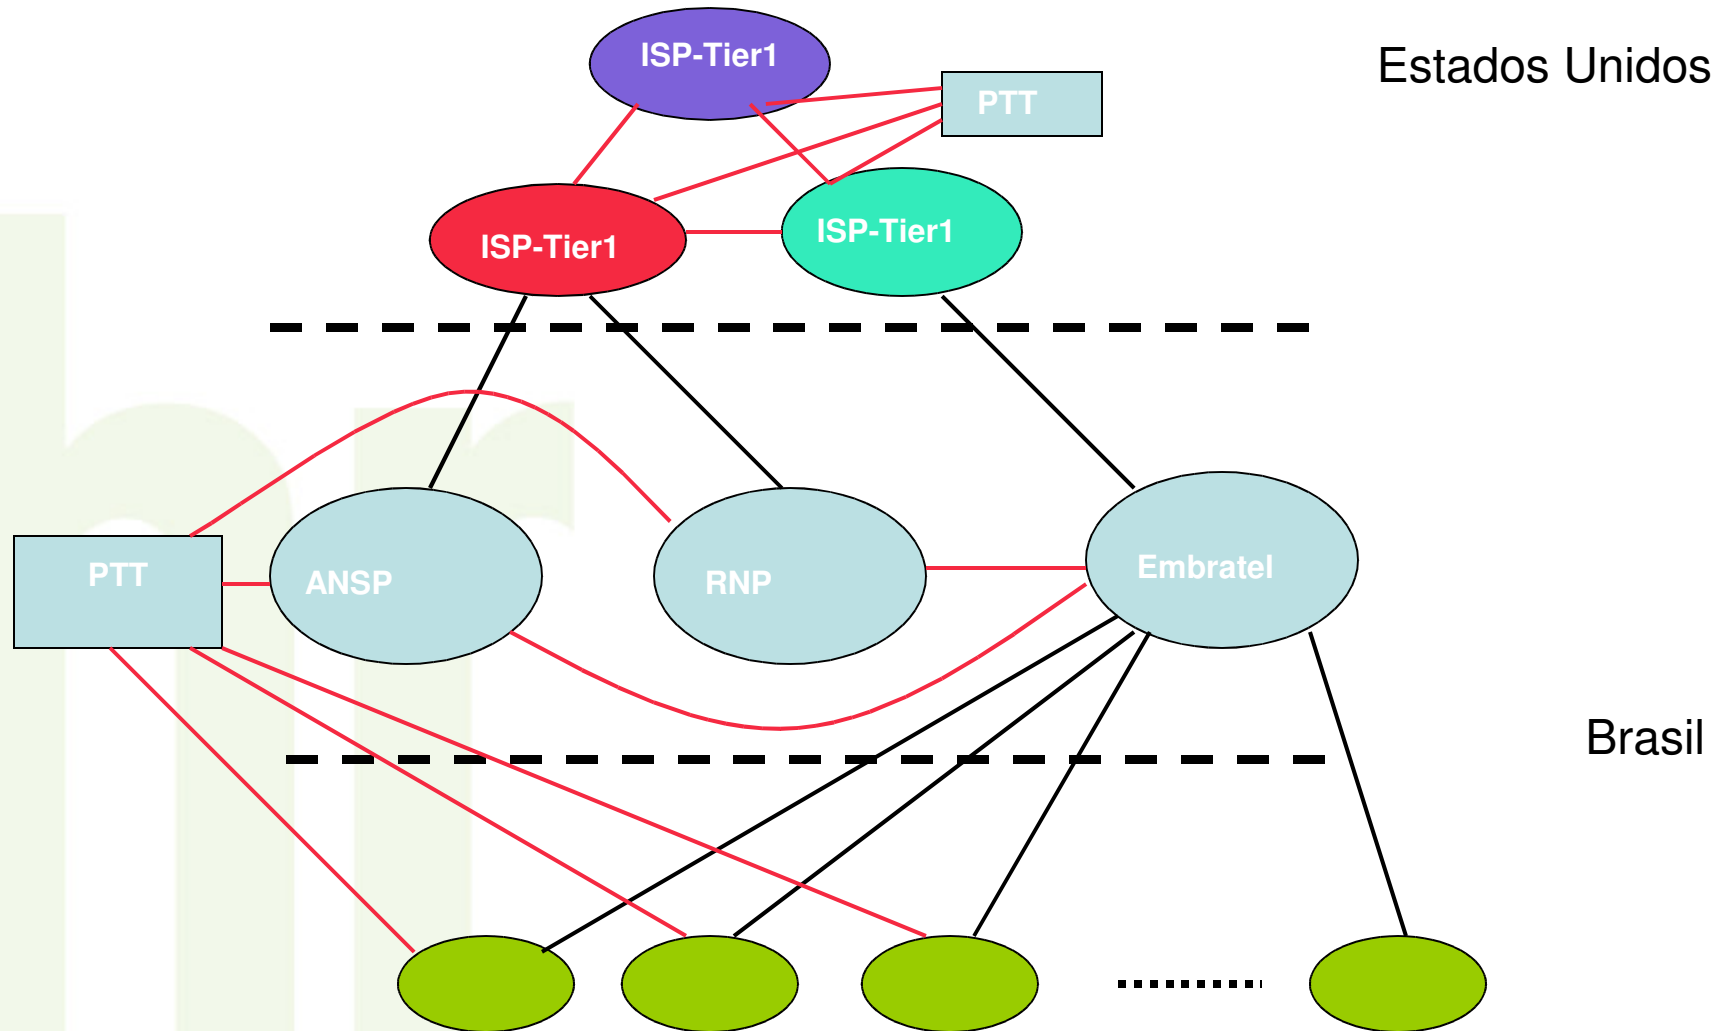 ISP-Tier1
Estados Unidos
PTT
ISP-Tier1
ISP-Tier1
PTT
ANSP
RNP
Embratel
Brasil